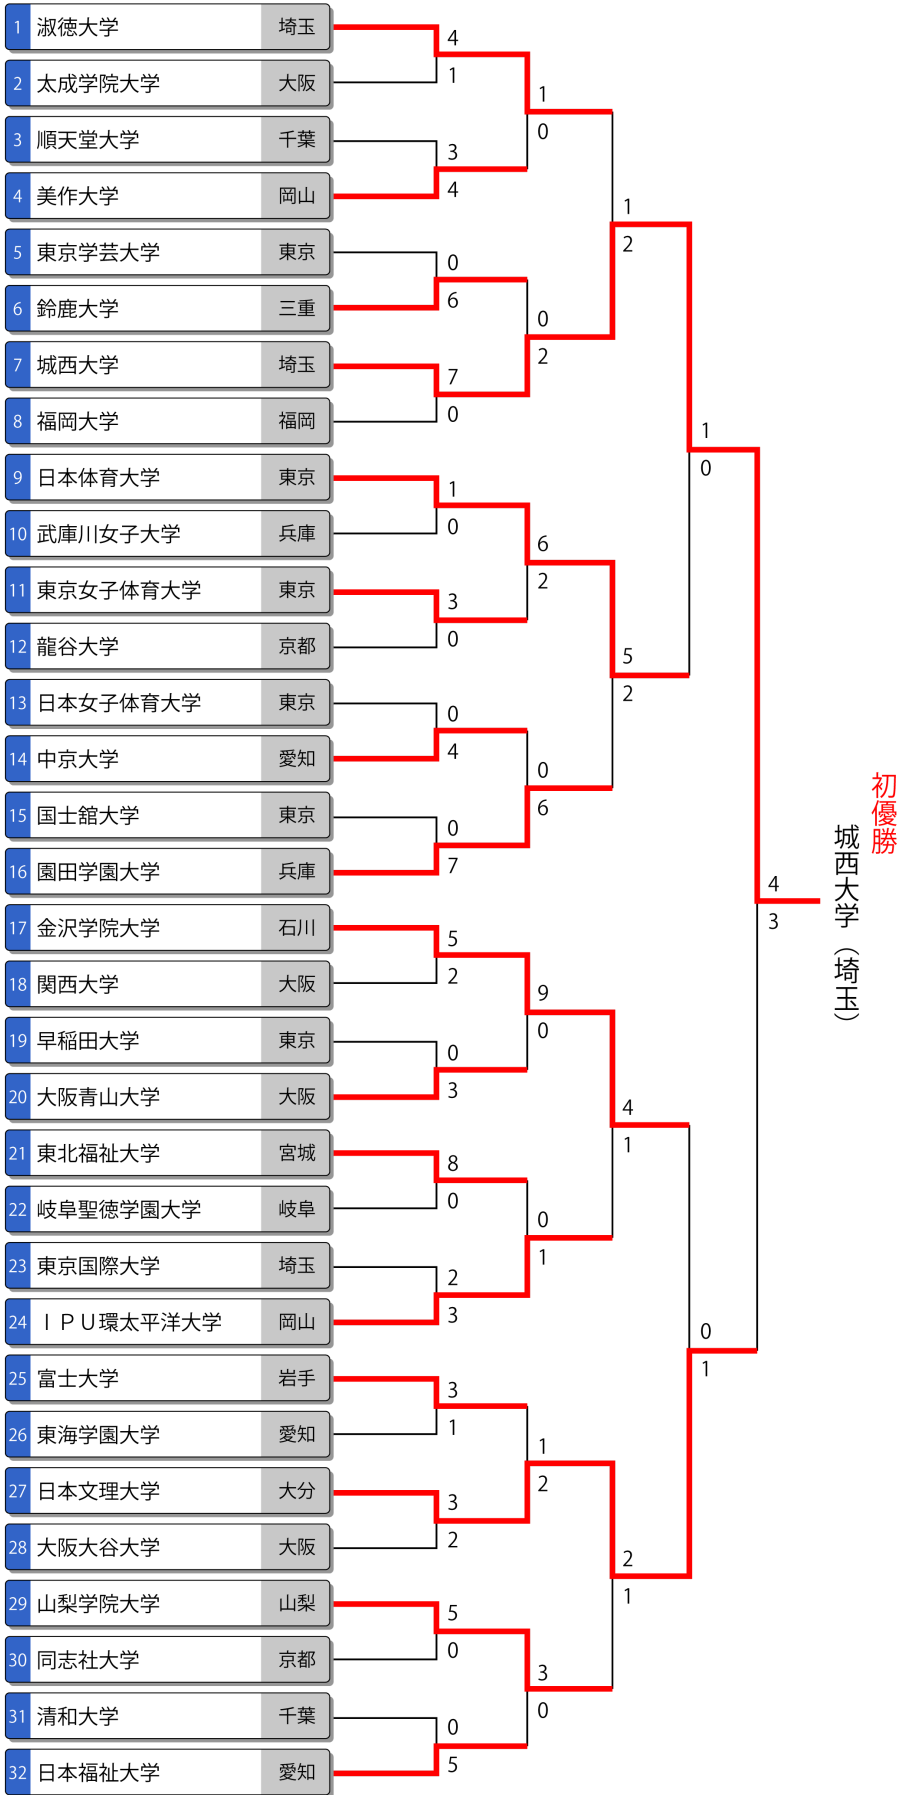 1 淑徳大学 埼玉
2 太成学院大学 大阪
3 順天堂大学 千葉
4 美作大学 岡山
5 東京学芸大学 東京
6 鈴鹿大学 三重
7 城西大学 埼玉
8 福岡大学 福岡
9 日本体育大学 東京
10 武庫川女子大学 兵庫
11 東京女子体育大学 東京
12 龍谷大学 京都
13 日本女子体育大学 東京
14 中京大学 愛知
15 国士舘大学 東京
16 園田学園大学 兵庫
17 金沢学院大学 石川
18 関西大学 大阪
19 早稲田大学 東京
20 大阪青山大学 大阪
21 東北福祉大学 宮城
22 岐阜聖徳学園大学 岐阜
23 東京国際大学 埼玉
24 ＩＰＵ環太平洋大学 岡山
25 富士大学 岩手
26 東海学園大学 愛知
27 日本文理大学 大分
28 大阪大谷大学 大阪
29 山梨学院大学 山梨
30 同志社大学 京都
31 清和大学 千葉
32 日本福祉大学 愛知
4
1
3
4
0
6
7
0
1
0
3
0
0
4
0
7
5
2
0
3
8
0
2
3
3
1
3
2
5
0
0
5
1
0
0
2
6
2
0
6
9
0
0
1
1
2
3
0
1
2
5
2
4
1
2
1
1
0
0
1
4
3
初優勝
城西大学（埼玉）